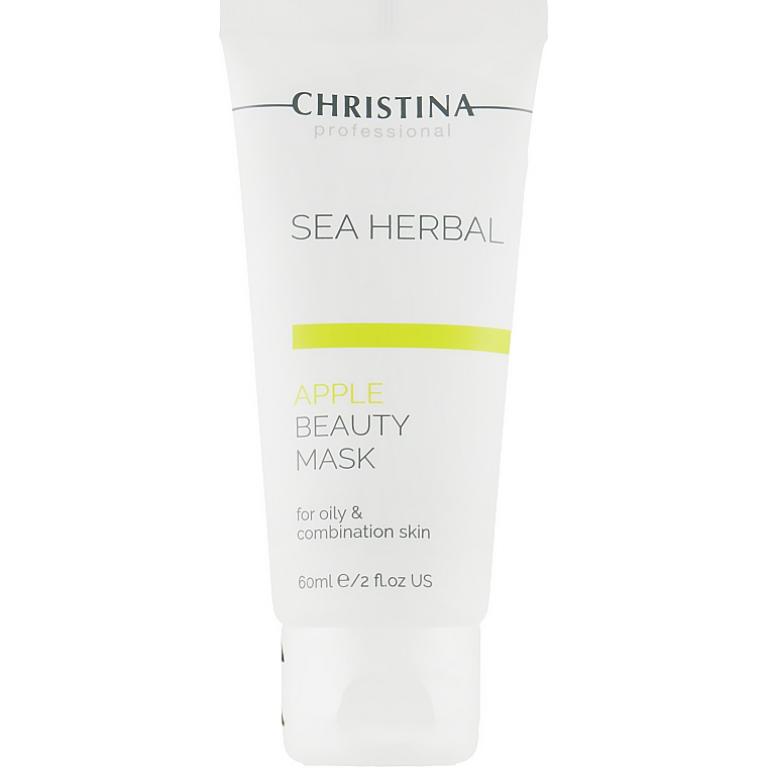 CHRISTINA
professional
SEA HERBAL
APPLE
BEAUTY
MASK
for oily &
combination skin
60ml ℮/2 fl.oz US